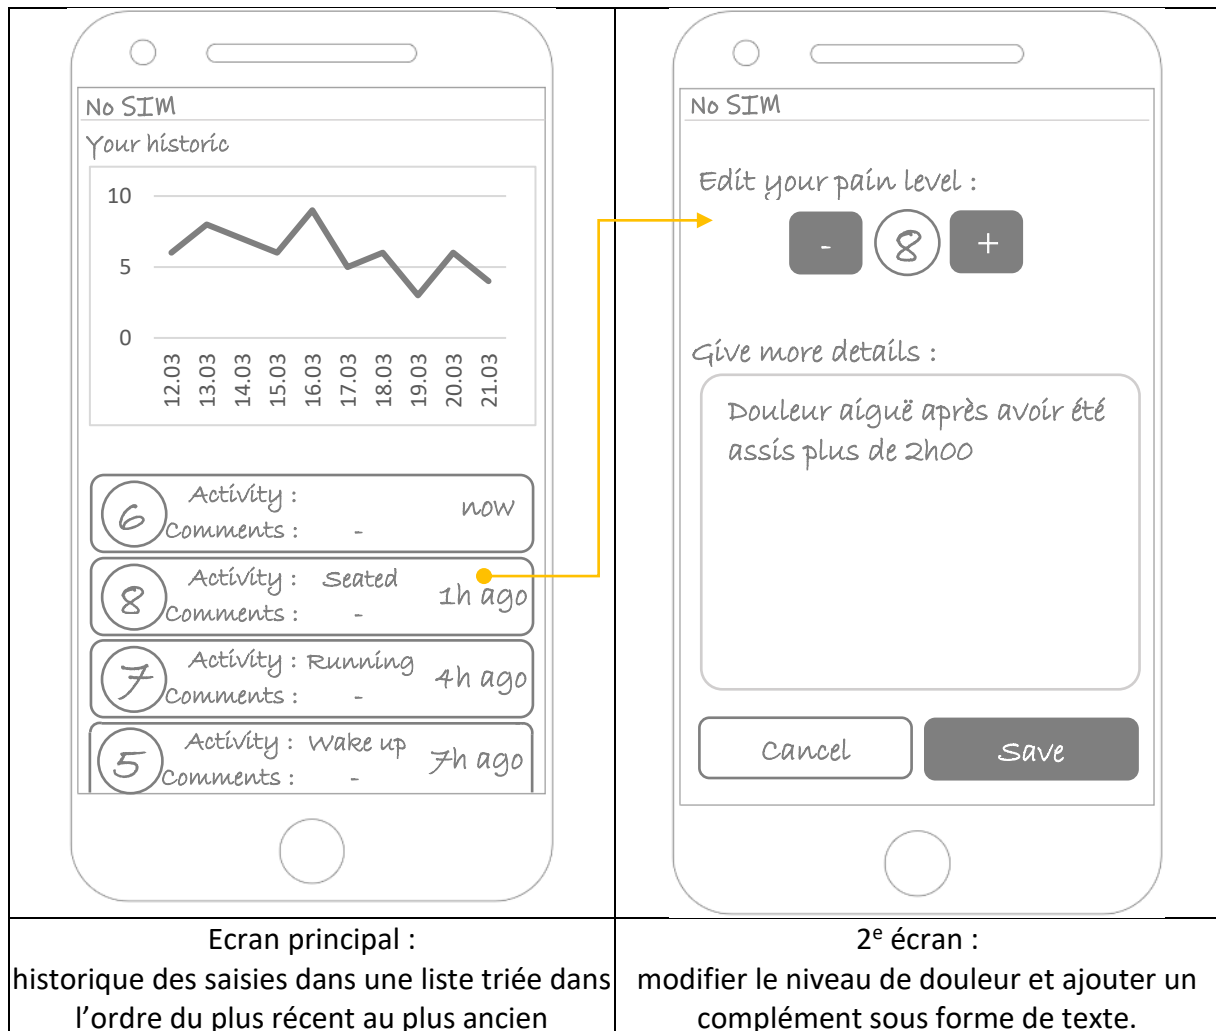 No SIM
Your historic
10
5
0
12.03
13.03
14.03
15.03
16.03
17.03
18.03
19.03
20.03
21.03
6
Activity :
now
Comments : -
8
Activity : Seated
1h ago
Comments : -
7
Activity : Running
4h ago
Comments : -
5
Activity : Wake up
7h ago
Comments : -
Ecran principal :
historique des saisies dans une liste triée dans
l’ordre du plus récent au plus ancien
No SIM
Edit your pain level :
- 8 +
Give more details :
Douleur aiguë après avoir été
assis plus de 2h00
Cancel
Save
2e écran :
modifier le niveau de douleur et ajouter un
complément sous forme de texte.